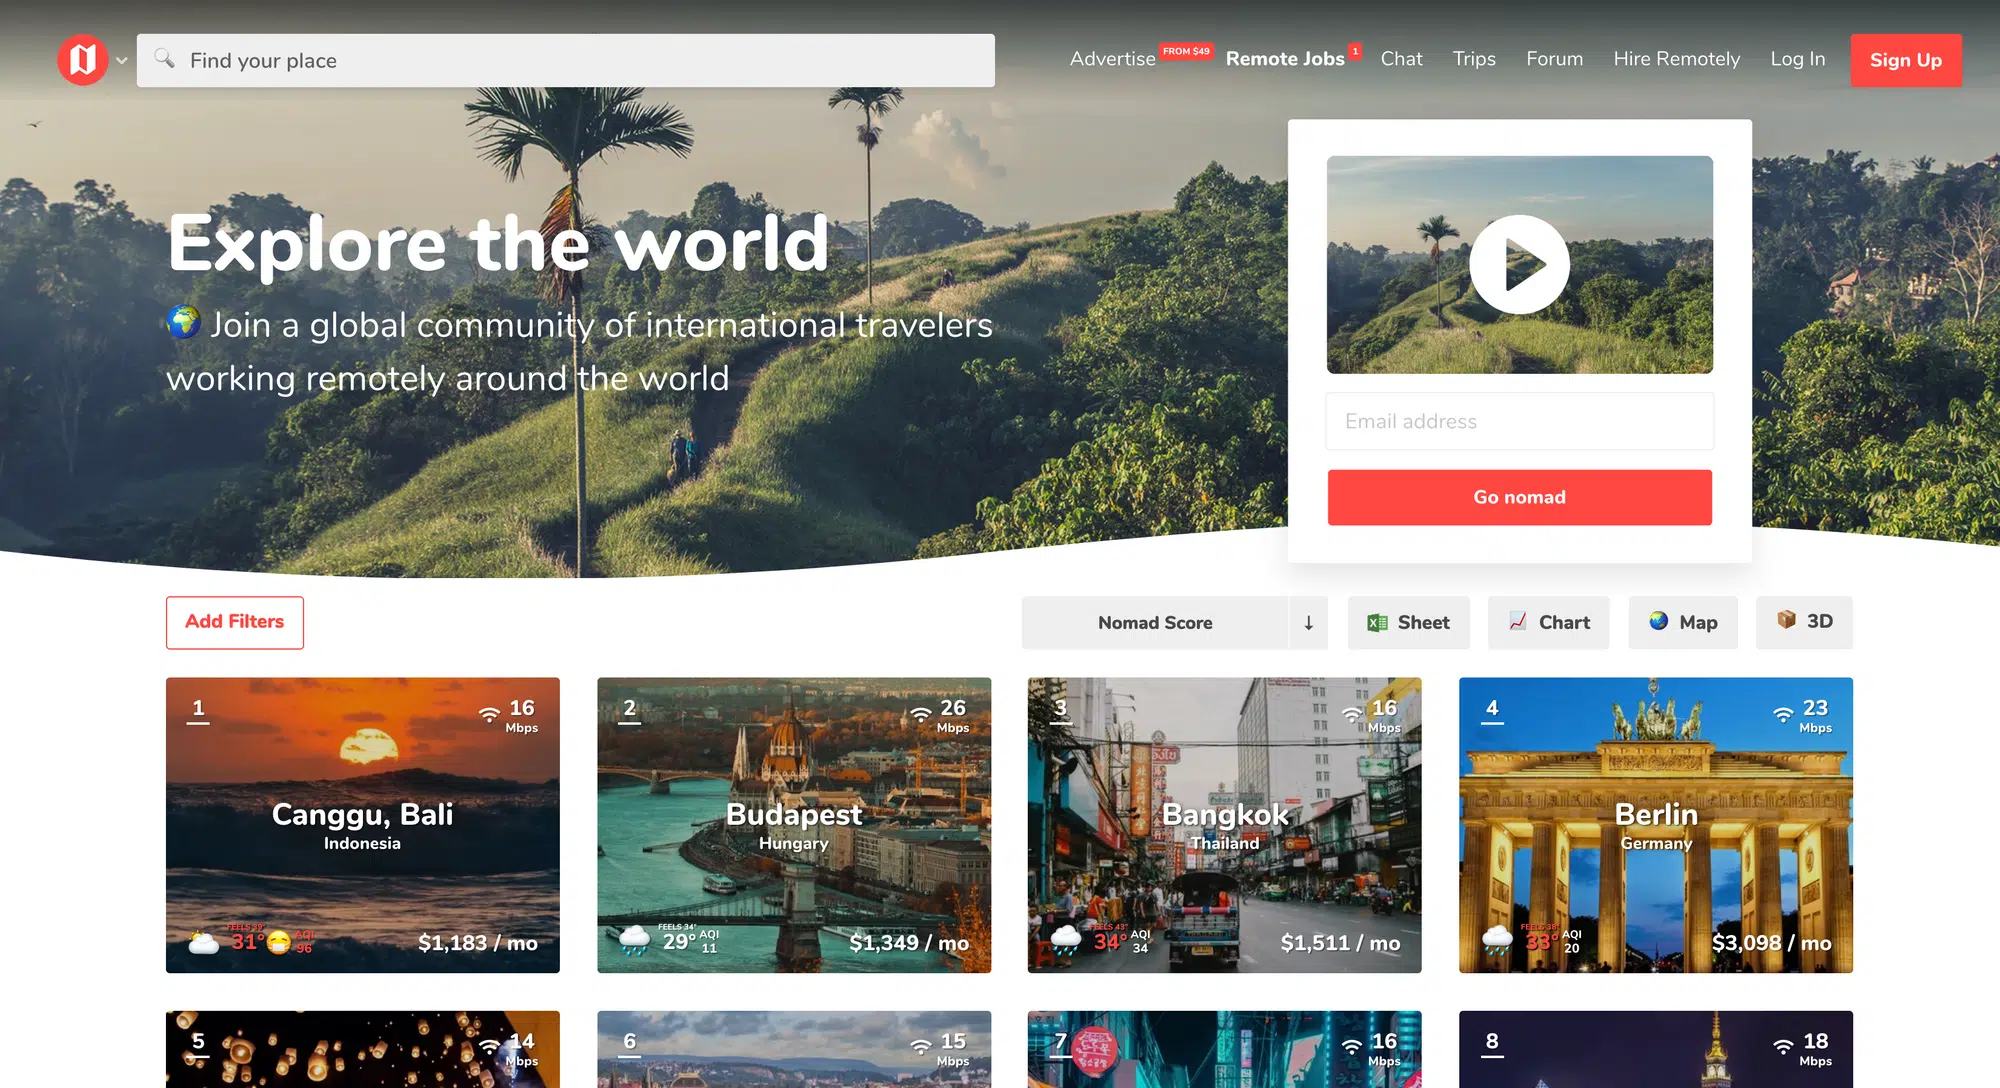 Find your place
Advertise FROM $49 Remote Jobs 1 Chat Trips Forum Hire Remotely Log In Sign Up
Explore the world
Join a global community of international travelers
working remotely around the world
Email address
Go nomad
Add Filters
Nomad Score ↓ Sheet Chart Map 3D
1
16
Mbps
Canggu, Bali
Indonesia
FEELS 39°
31°
AQI
96
$1,183 / mo
2
26
Mbps
Budapest
Hungary
FEELS 34°
29°
AQI
11
$1,349 / mo
3
16
Mbps
Bangkok
Thailand
FEELS 43°
34°
AQI
34
$1,511 / mo
4
23
Mbps
Berlin
Germany
FEELS 38°
33°
AQI
20
$3,098 / mo
5
14
Mbps
6
15
Mbps
7
16
Mbps
8
18
Mbps